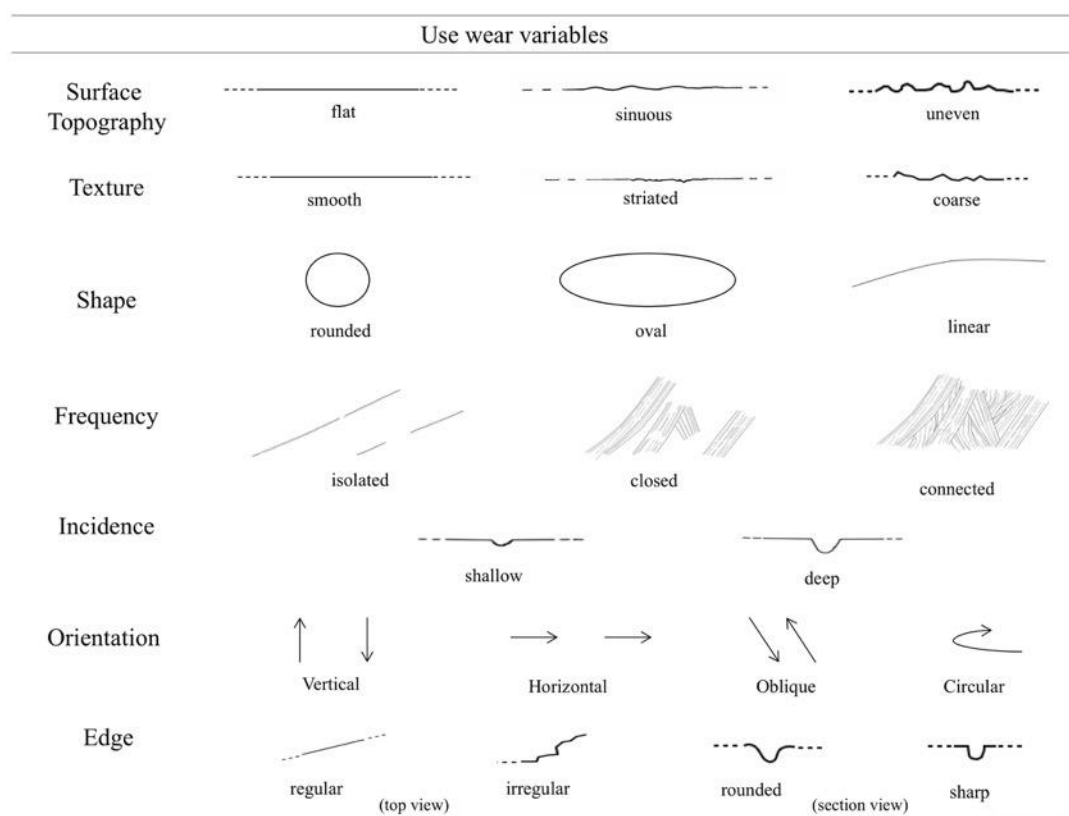 Use wear variables
Surface
Topography
flat
sinuous
uneven
Texture
smooth
striated
coarse
Shape
rounded
oval
linear
Frequency
isolated
closed
connected
Incidence
shallow
deep
Orientation
Vertical
Horizontal
Oblique
Circular
Edge
regular
(top view)
irregular
rounded
(section view)
sharp